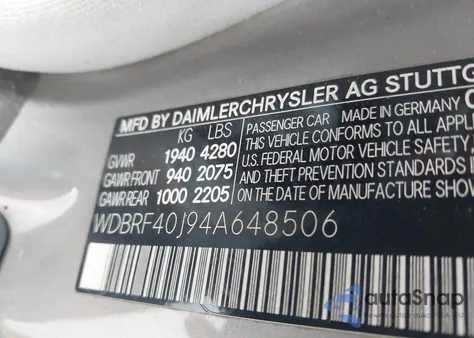 MFD BY DAIMLERCHRYSLER AG STUTTG
KG LBS
GVWR 1940 4280
GAWR FRONT 940 2075
GAWR REAR 1000 2205
PASSENGER CAR MADE IN GERMANY
THIS VEHICLE CONFORMS TO ALL
U.S. FEDERAL MOTOR VEHICLE SAFETY,
AND THEFT PREVENTION STANDARDS
ON THE DATE OF MANUFACTURE
WDBRF40J94A648506
autoSnap